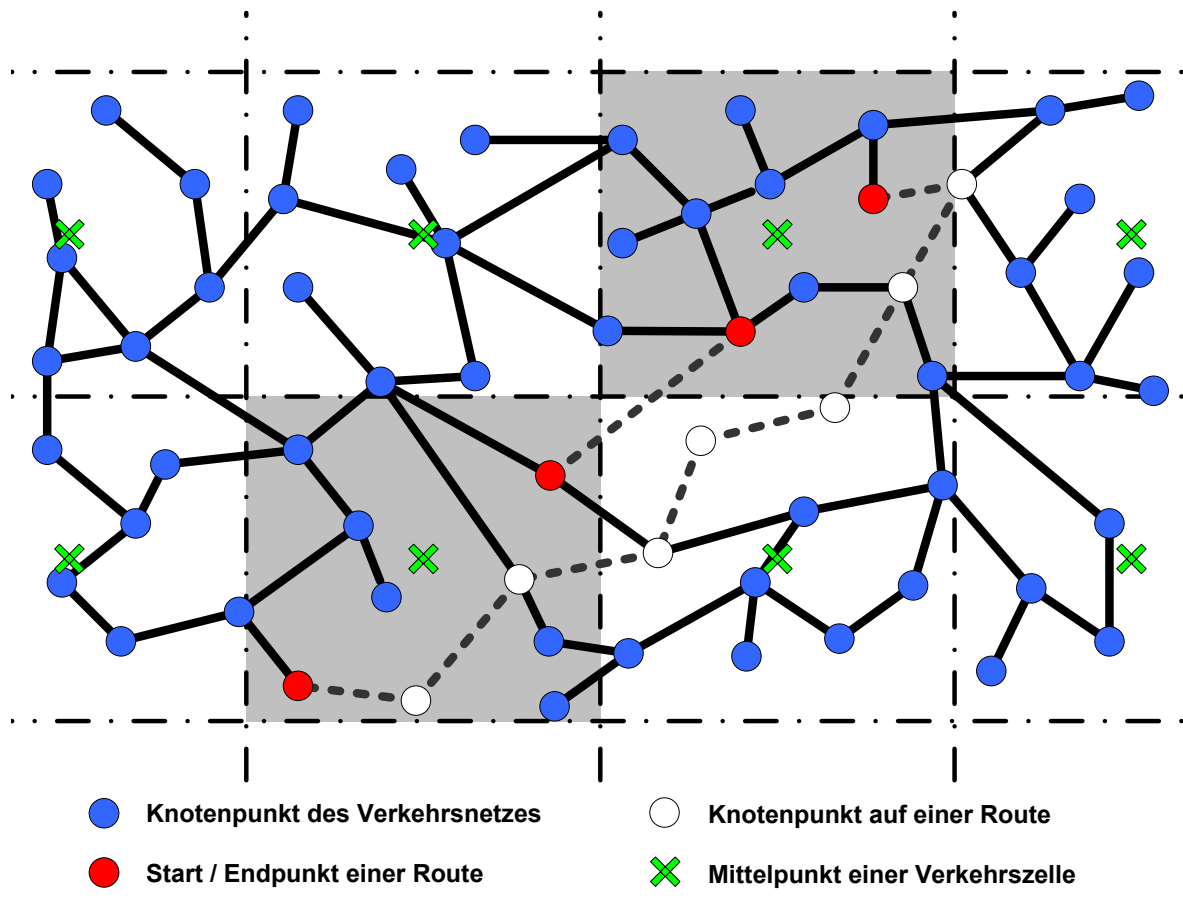 Knotenpunkt des Verkehrsnetzes
Knotenpunkt auf einer Route
Start / Endpunkt einer Route
Mittelpunkt einer Verkehrszelle